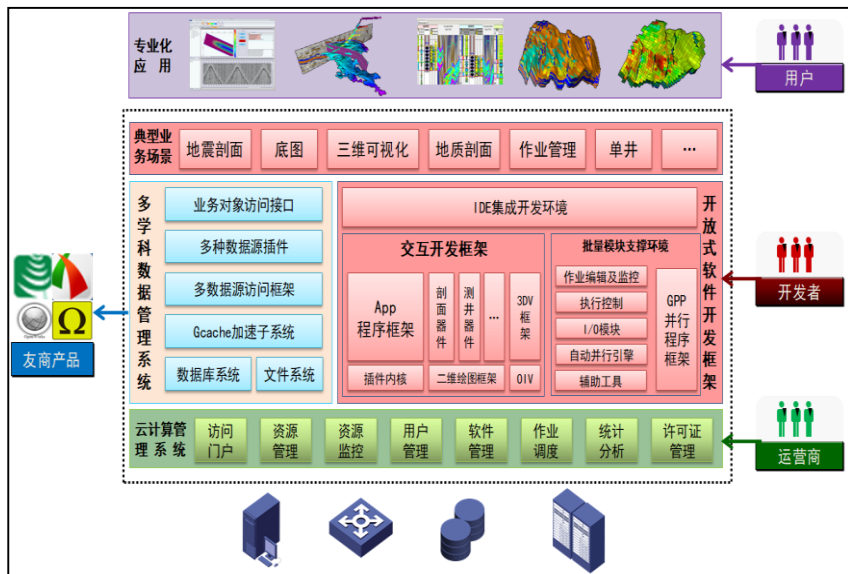 专业化
应 用
用户
典型业
务场景
地震剖面
底图
三维可视化
地质剖面
作业管理
单井
…
多学科数据管理系统
业务对象访问接口
多种数据源插件
多数据源访问框架
Gcache加速子系统
数据库系统
文件系统
IDE集成开发环境
交互开发框架
App
程序框架
剖面器件
测井器件
…
3DV
框架
插件内核
二维绘图框架
OIV
批量模块支撑环境
作业编辑及监控
执行控制
I/O模块
自动并行引擎
辅助工具
GPP
并行
程序
框架
开放式软件开发框架
开发者
Ω
友商产品
云计算管
理 系 统
访问
门户
资源
管理
资源
监控
用户
管理
软件
管理
作业
调度
统计
分析
许可证
管理
运营商